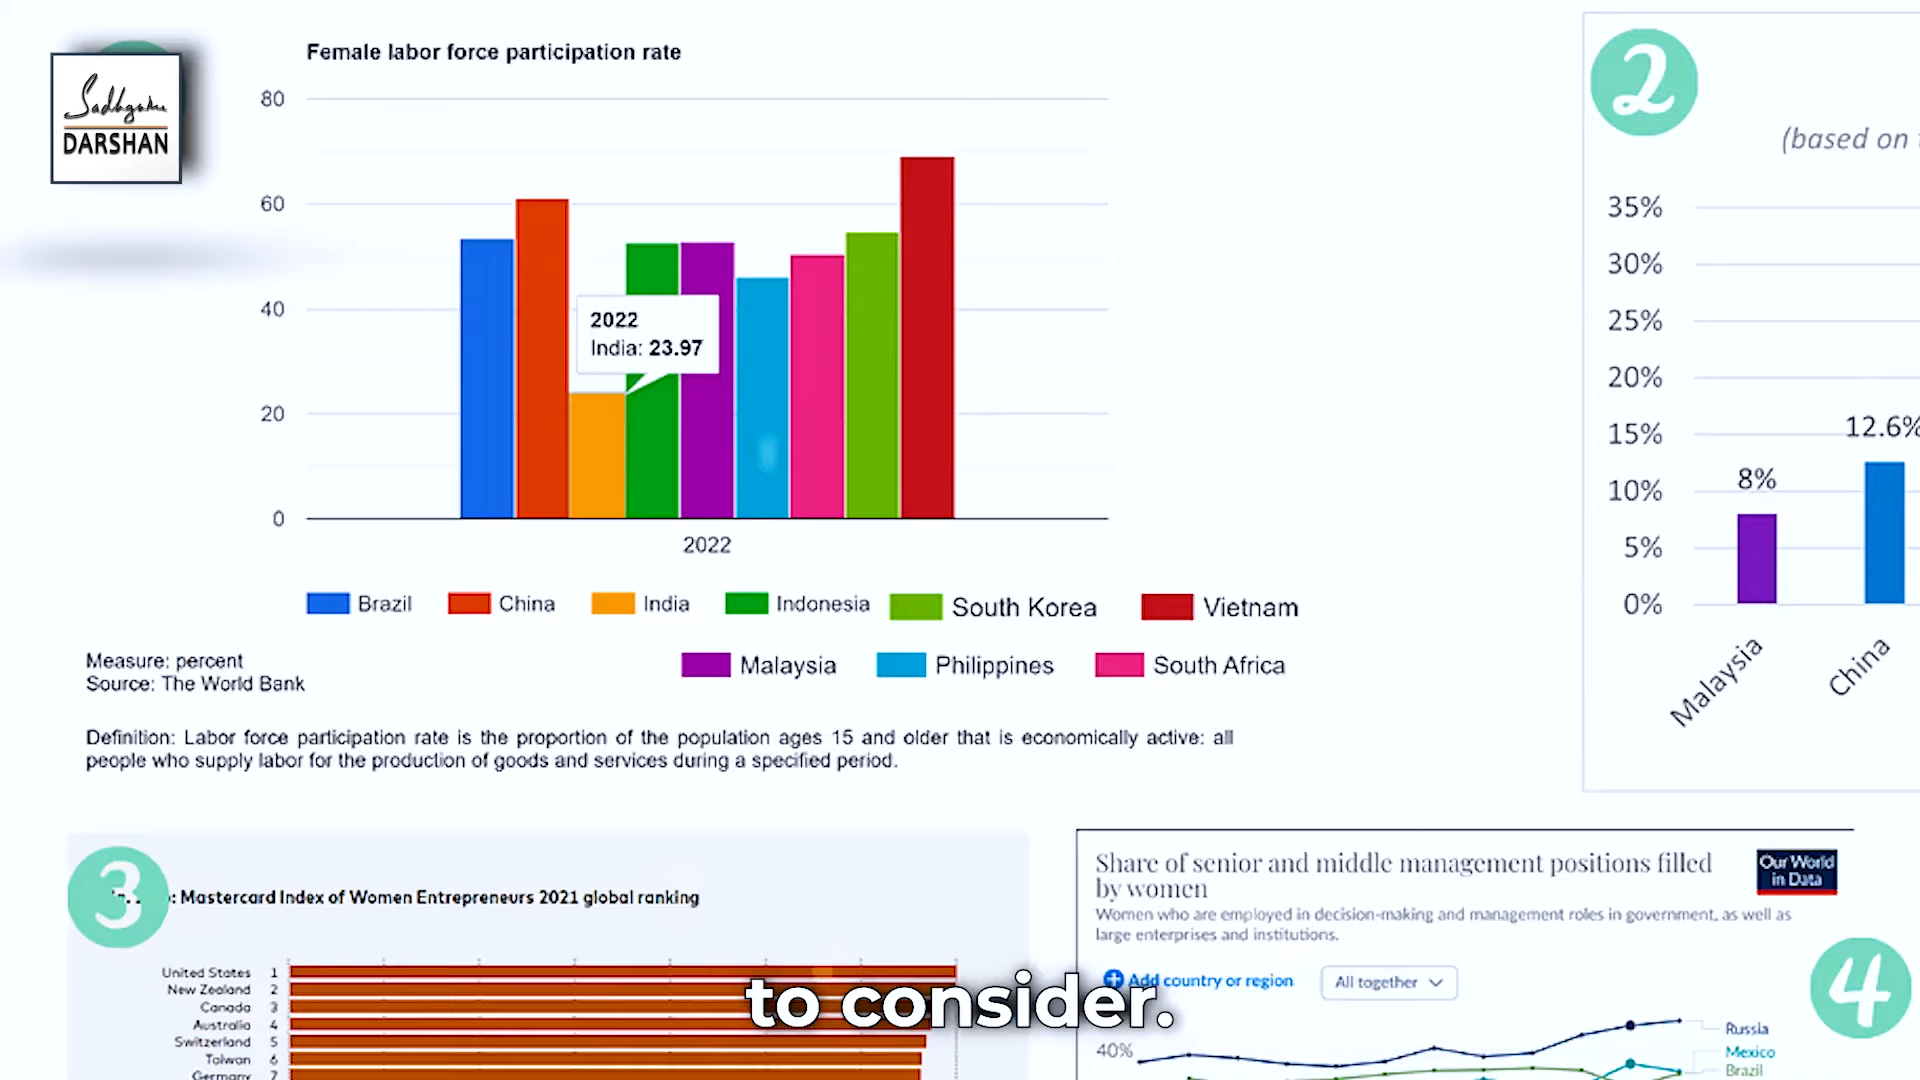 Sadhguru
DARSHAN
Female labor force participation rate
80
60
40
20
0
2022
India: 23.97
2022
Brazil
China
India
Indonesia
South Korea
Vietnam
Malaysia
Philippines
South Africa
Measure: percent
Source: The World Bank
Definition: Labor force participation rate is the proportion of the population ages 15 and older that is economically active: all
people who supply labor for the production of goods and services during a specified period.
2
(based on
35%
30%
25%
20%
15%
10%
5%
0%
8%
12.6%
Malaysia
China
3
: Mastercard Index of Women Entrepreneurs 2021 global ranking
United States 1
New Zealand 2
Canada 3
Australia 4
Switzerland 5
Taiwan 6
Germany 7
Share of senior and middle management positions filled
by women
Our World
in Data
Women who are employed in decision-making and management roles in government, as well as
large enterprises and institutions.
Add country or region
All together
4
40%
Russia
Mexico
Brazil
to consider.